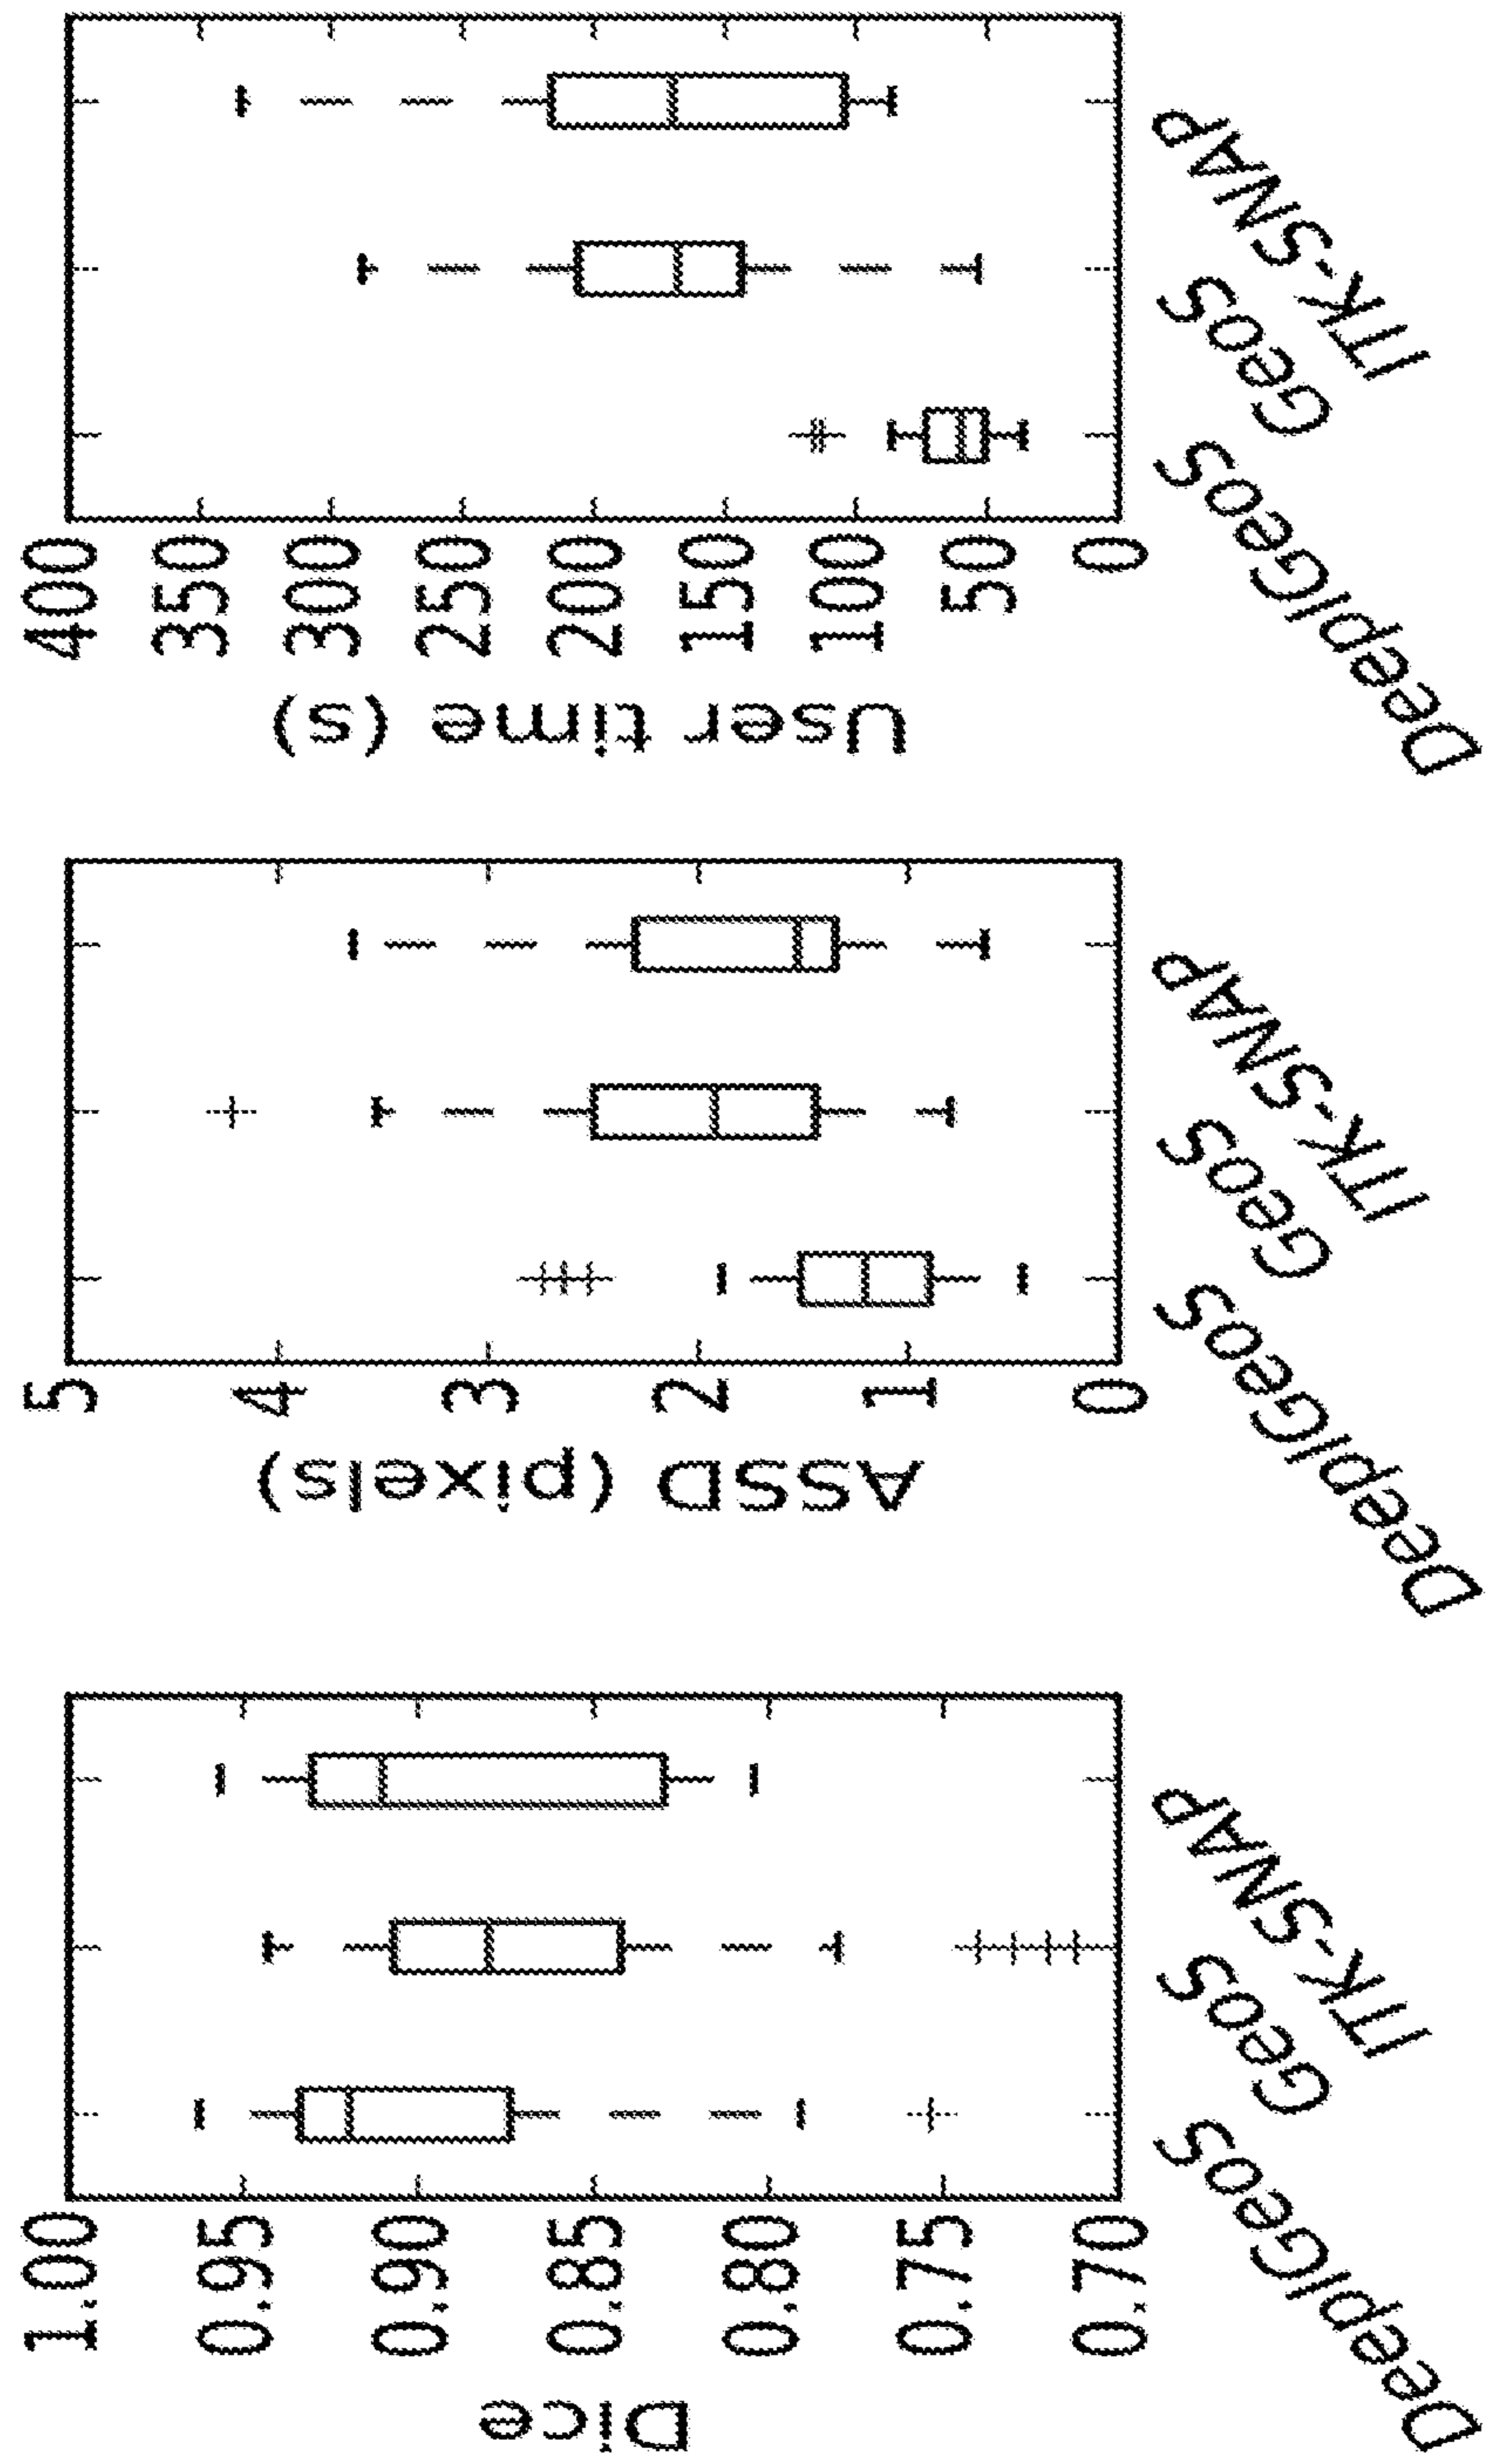 Dice
1.00
0.95
0.90
0.85
0.80
0.75
0.70
DeepIGeoS
GeoS
ITK-SNAP
ASSD (pixels)
5
4
3
2
1
0
DeepIGeoS
GeoS
ITK-SNAP
User time (s)
400
350
300
250
200
150
100
50
0
DeepIGeoS
GeoS
ITK-SNAP